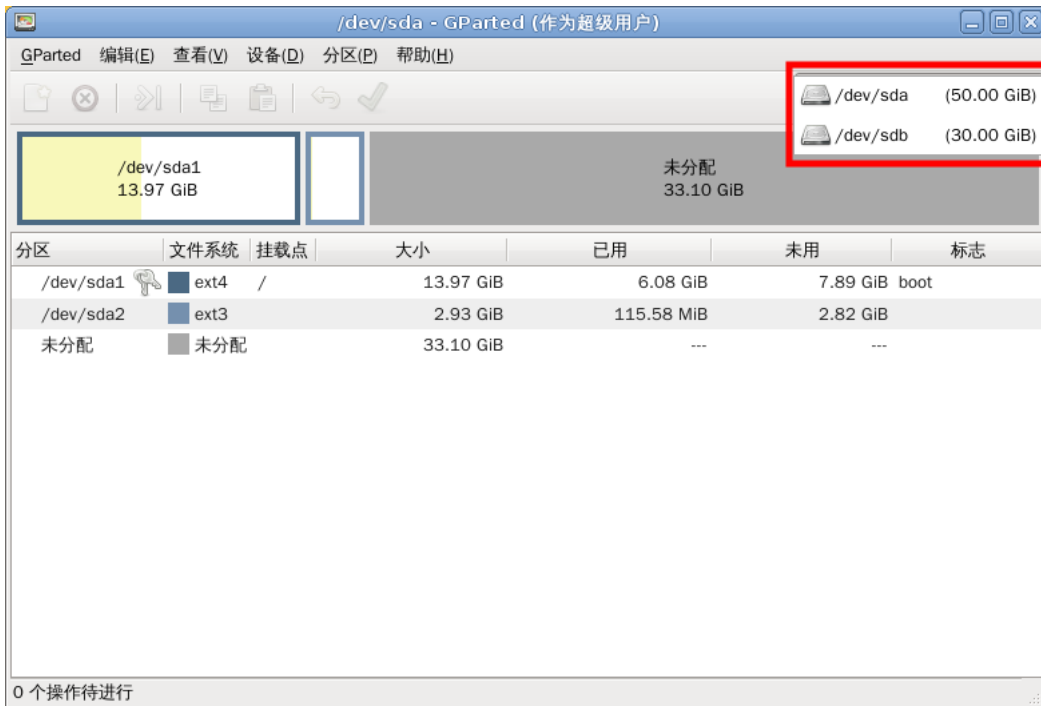 /dev/sda - GParted (作为超级用户)
GParted 编辑(E) 查看(V) 设备(D) 分区(P) 帮助(H)
/dev/sda (50.00 GiB)
/dev/sdb (30.00 GiB)
/dev/sda1
13.97 GiB
未分配
33.10 GiB
分区 文件系统 挂载点 大小 已用 未用 标志
/dev/sda1 ext4 / 13.97 GiB 6.08 GiB 7.89 GiB boot
/dev/sda2 ext3 2.93 GiB 115.58 MiB 2.82 GiB
未分配 未分配 33.10 GiB --- ---
0 个操作待进行